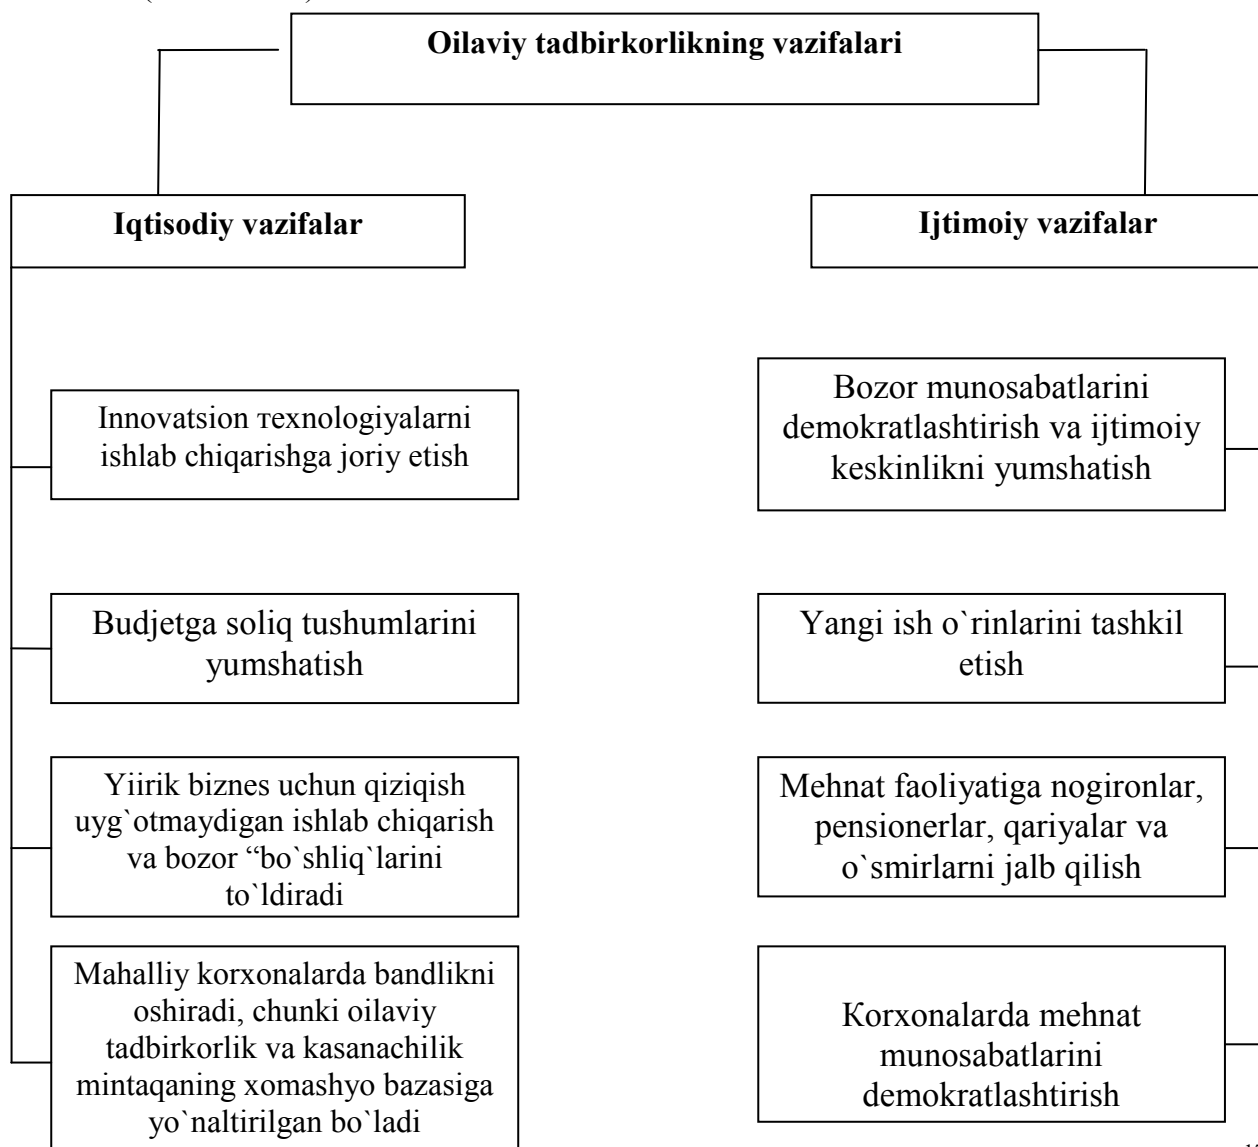 Oilaviy tadbirkorlikning vazifalari
Iqtisodiy vazifalar
Ijtimoiy vazifalar
Innovatsion тexnologiyalarni
ishlab chiqarishga joriy etish
Budjetga soliq tushumlarini
yumshatish
Yiirik biznes uchun qiziqish
uyg`otmaydigan ishlab chiqarish
va bozor “bo`shliq`larini
to`ldiradi
Mahalliy korxonalarda bandlikni
oshiradi, chunki oilaviy
tadbirkorlik va kasanachilik
mintaqaning xomashyo bazasiga
yo`naltirilgan bo`ladi
Bozor munosabatlarini
demokratlashtirish va ijtimoiy
keskinlikni yumshatish
Yangi ish o`rinlarini tashkil
etish
Mehnat faoliyatiga nogironlar,
pensionerlar, qariyalar va
o`smirlarni jalb qilish
Korxonalarda mehnat
munosabatlarini
demokratlashtirish